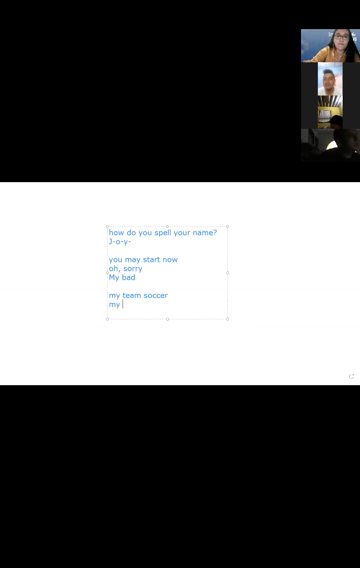 how do you spell your name?
J-o-y-
you may start now
oh, sorry
My bad
my team soccer
my